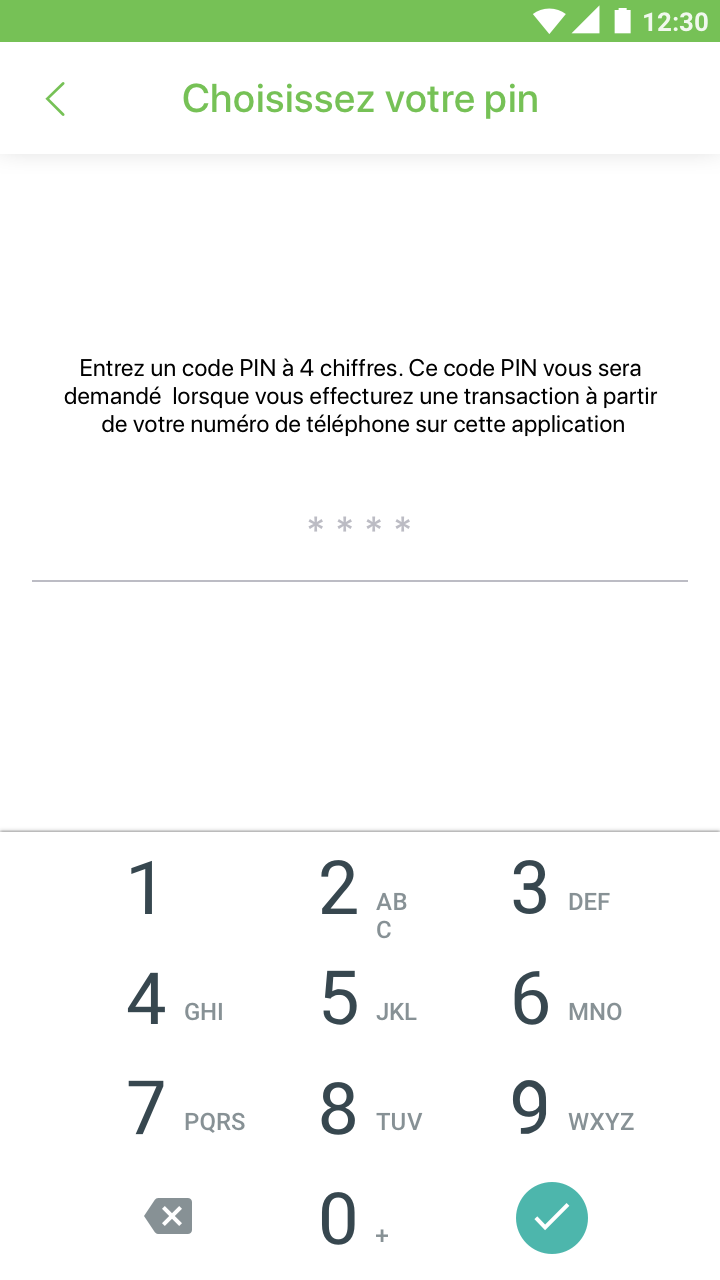 12:30
Choisissez votre pin
Entrez un code PIN à 4 chiffres. Ce code PIN vous sera
demandé  lorsque vous effecturez une transaction à partir
de votre numéro de téléphone sur cette application
* * * *
1
2 AB
C
3 DEF
4 GHI
5 JKL
6 MNO
7 PQRS
8 TUV
9 WXYZ
0 +